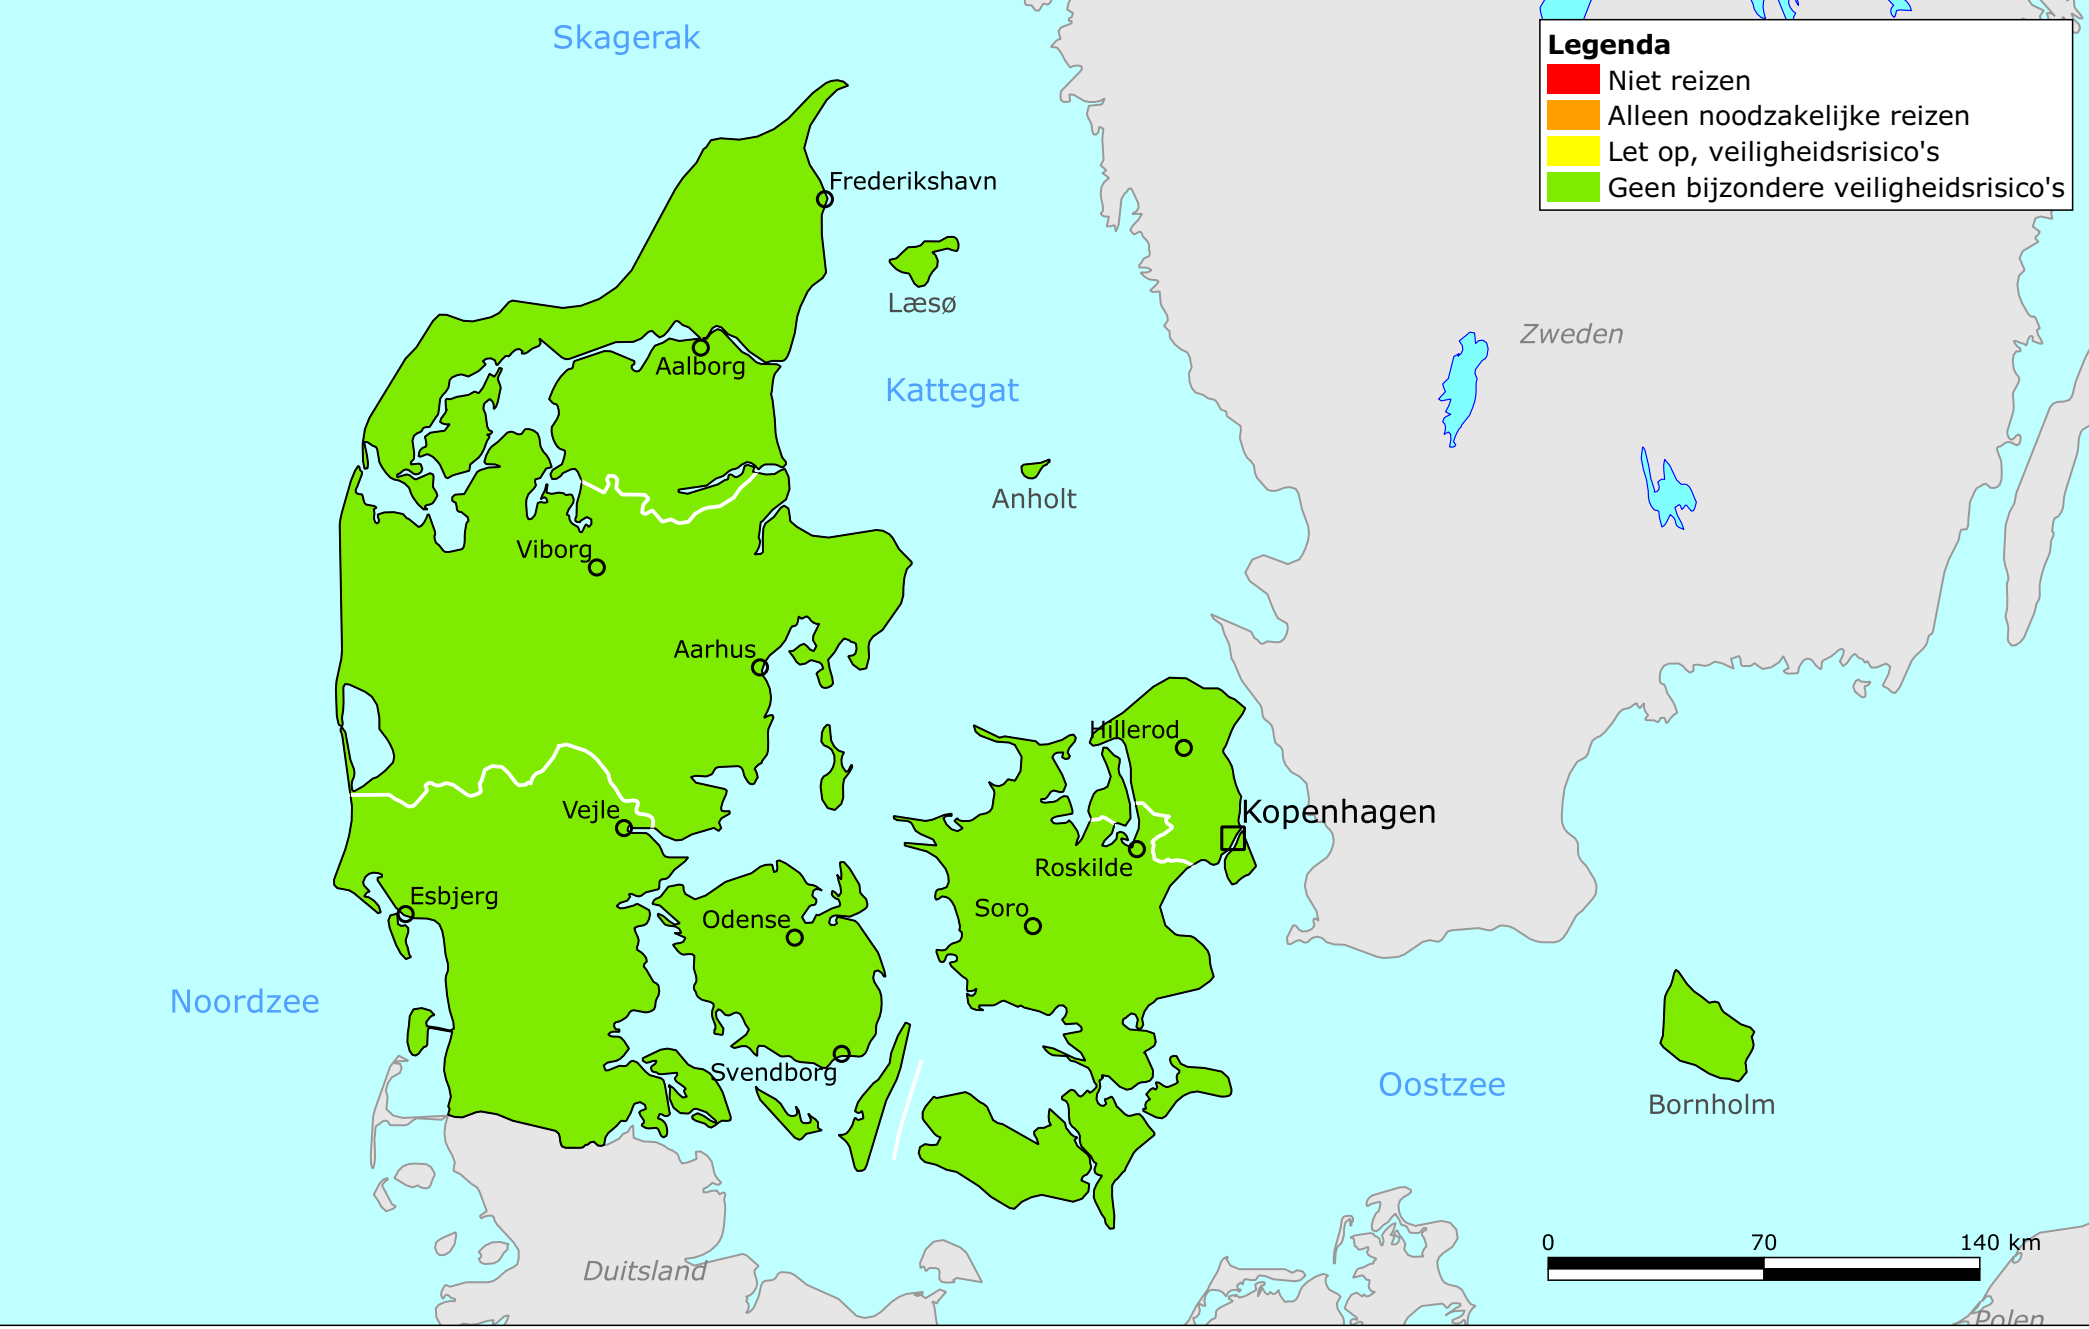 Skagerak
Legenda
Niet reizen
Alleen noodzakelijke reizen
Let op, veiligheidsrisico's
Geen bijzondere veiligheidsrisico's
Frederikshavn
Læsø
Zweden
Aalborg
Kattegat
Anholt
Viborg
Aarhus
Hillerod
Vejle
Kopenhagen
Roskilde
Esbjerg
Soro
Odense
Noordzee
Svendborg
Oostzee
Bornholm
0 70 140 km
Duitsland
Polen